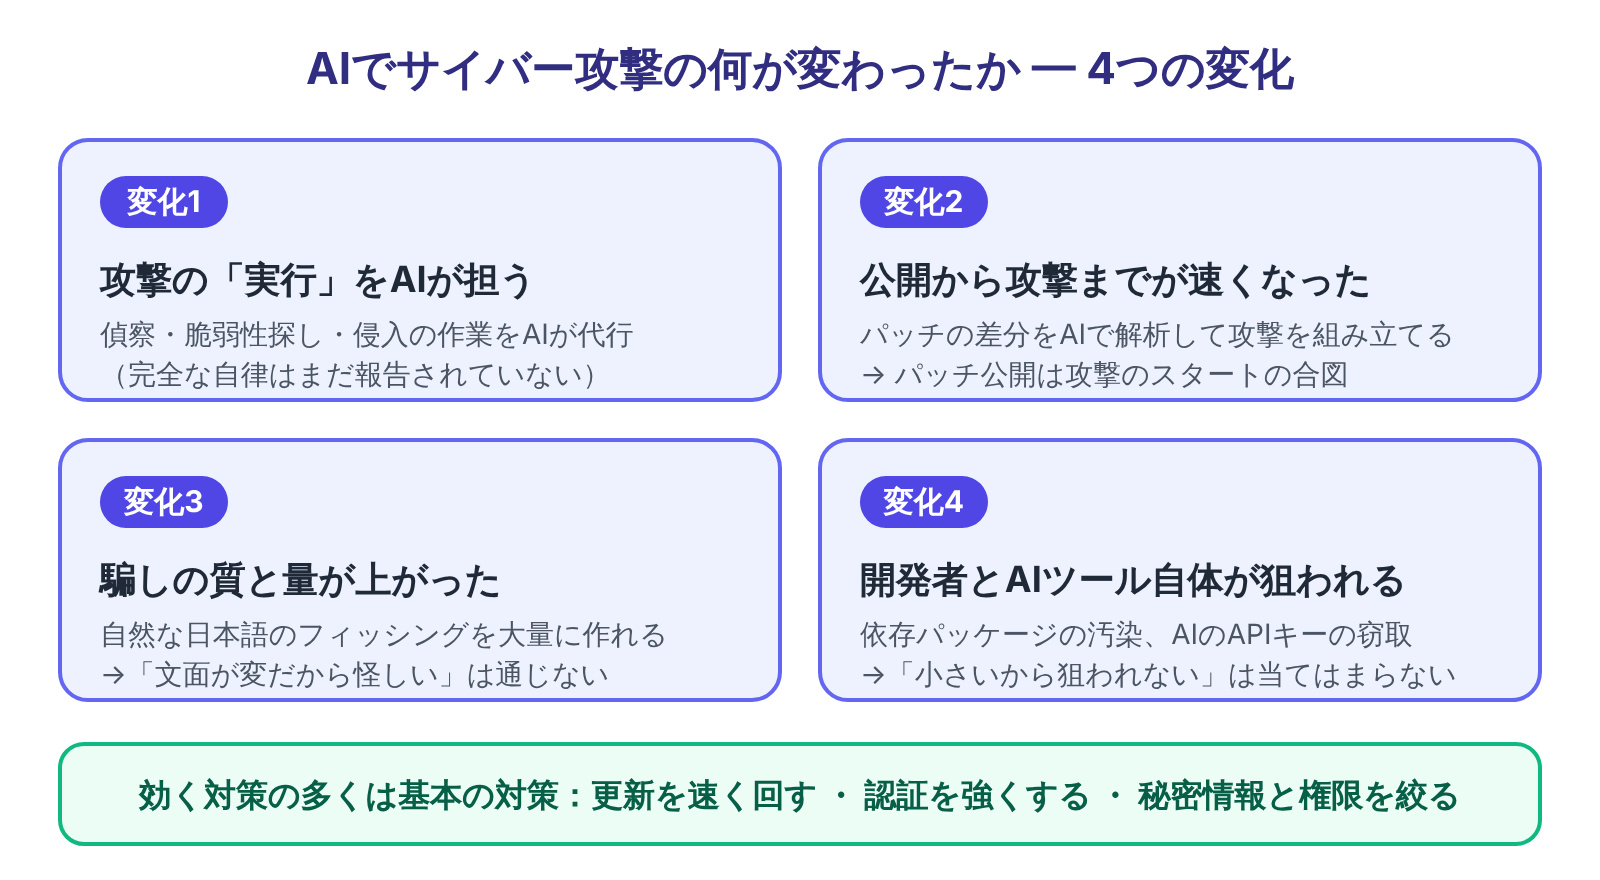 AIでサイバー攻撃の何が変わったか — 4つの変化
変化1
攻撃の「実行」をAIが担う
偵察・脆弱性探し・侵入の作業をAIが代行
（完全な自律はまだ報告されていない）
変化2
公開から攻撃までが速くなった
パッチの差分をAIで解析して攻撃を組み立てる
→ パッチ公開は攻撃のスタートの合図
変化3
騙しの質と量が上がった
自然な日本語のフィッシングを大量に作れる
→「文面が変だから怪しい」は通じない
変化4
開発者とAIツール自体が狙われる
依存パッケージの汚染、AIのAPIキーの窃取
→「小さいから狙われない」は当てはまらない
効く対策の多くは基本の対策：更新を速く回す ・ 認証を強くする ・ 秘密情報と権限を絞る